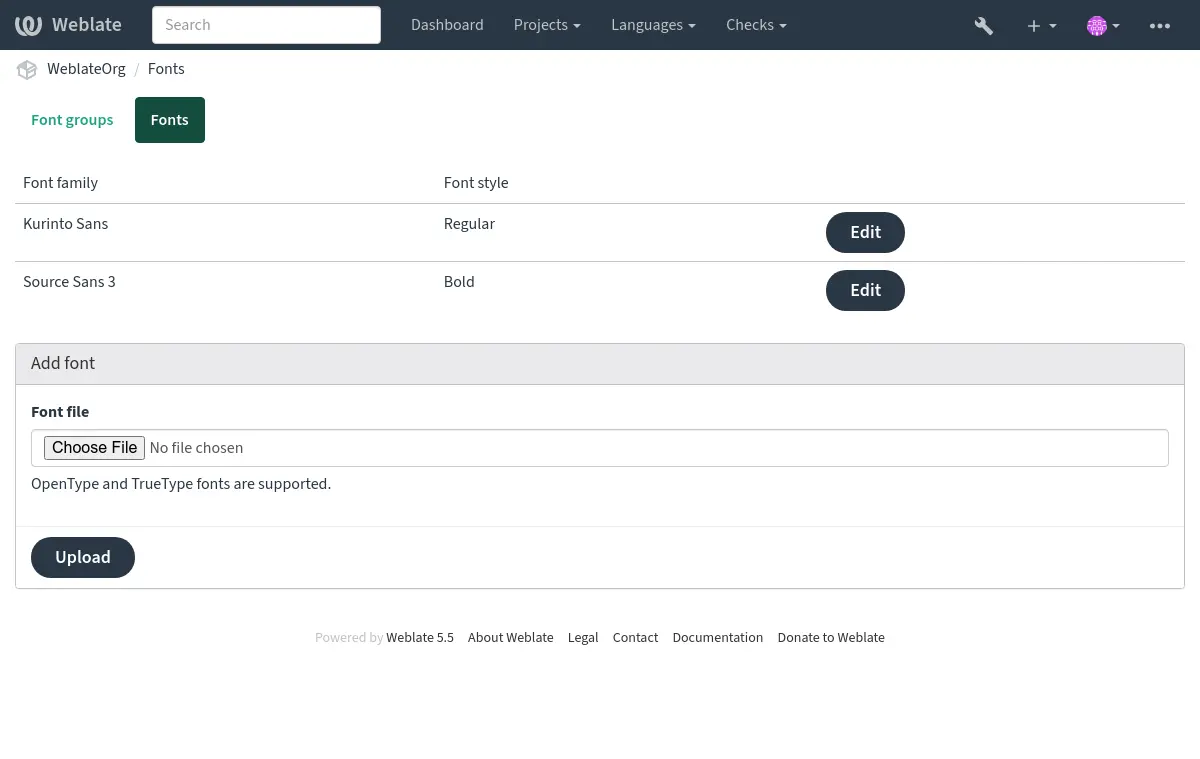 Weblate Search Dashboard Projects Languages Checks
WeblateOrg / Fonts
Font groups Fonts
Font family Font style
Kurinto Sans Regular Edit
Source Sans 3 Bold Edit
Add font
Font file
Choose File No file chosen
OpenType and TrueType fonts are supported.
Upload
Powered by Weblate 5.5 About Weblate Legal Contact Documentation Donate to Weblate